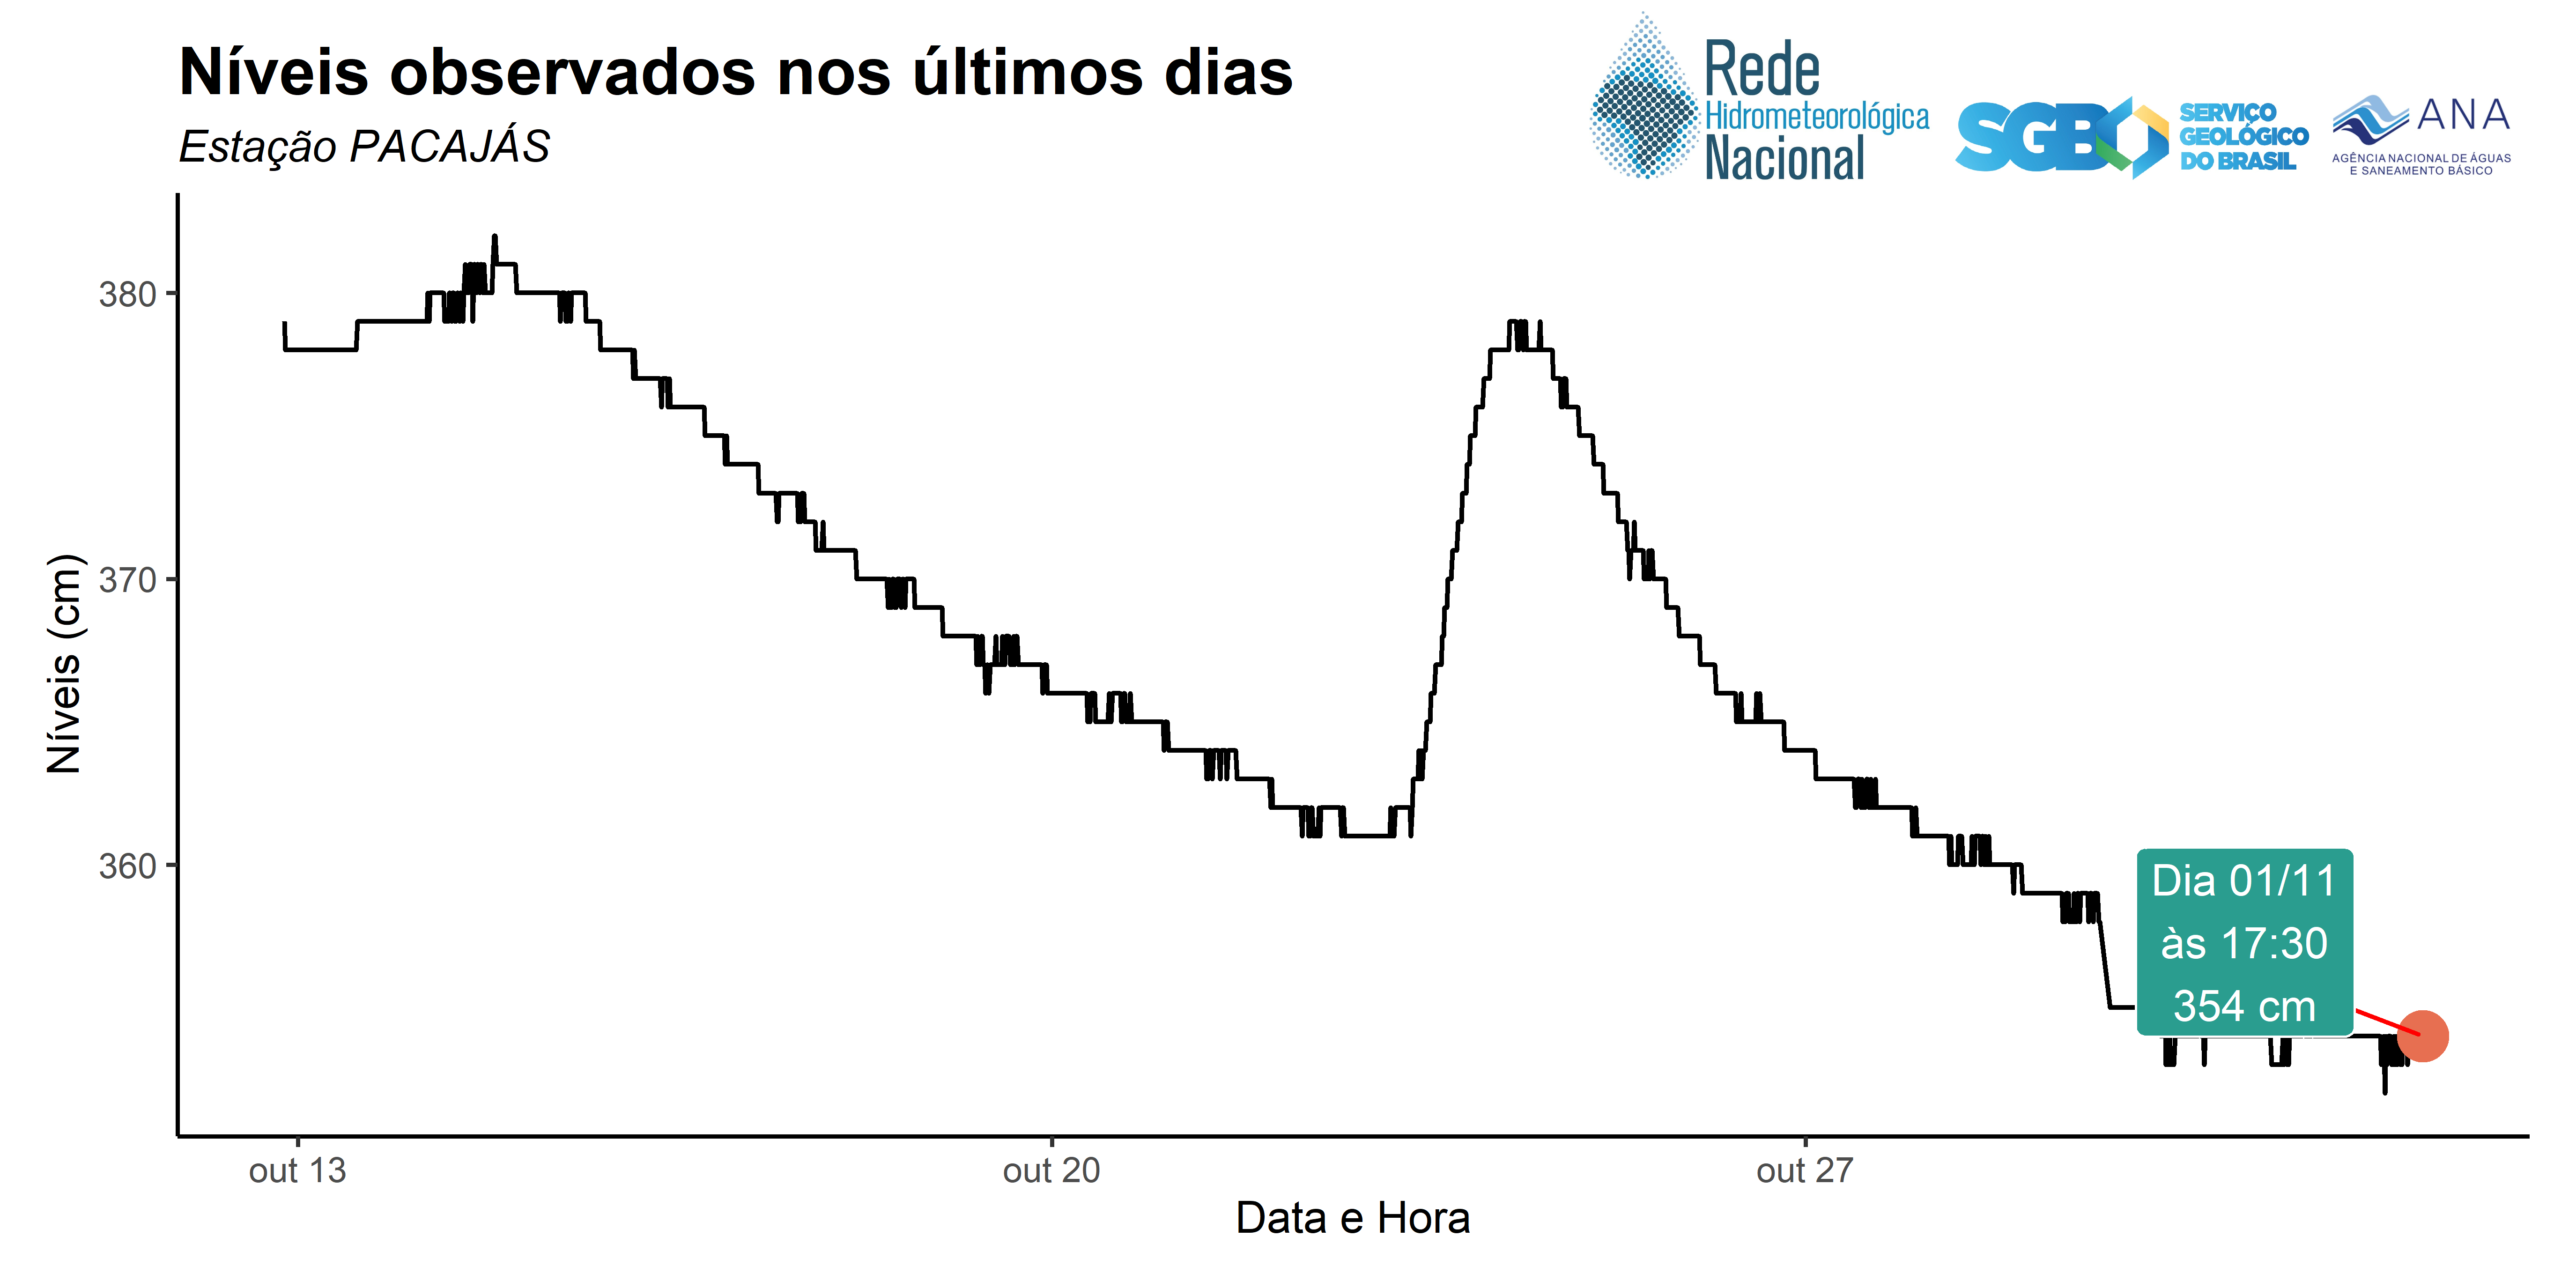 Níveis observados nos últimos dias
Estação PACAJÁS
Rede
Hidrometeorológica
Nacional
SGB
SERVIÇO
GEOLÓGICO
DO BRASIL
ANA
AGÊNCIA NACIONAL DE ÁGUAS
E SANEAMENTO BÁSICO
Níveis (cm)
380
370
360
Dia 01/11
às 17:30
354 cm
out 13
out 20
out 27
Data e Hora